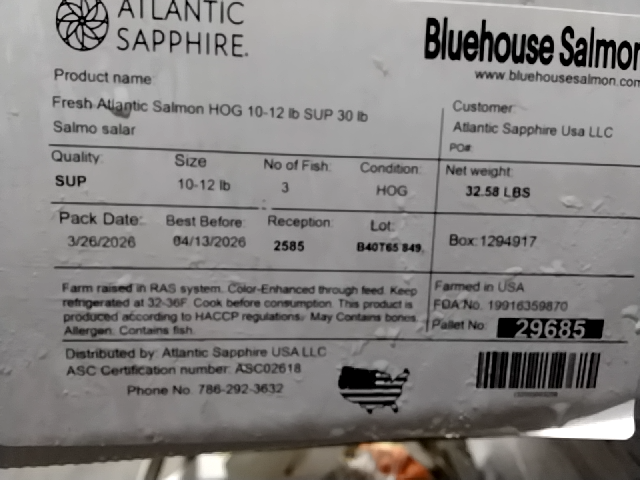 ATLANTIC
SAPPHIRE.
Bluehouse Salmon
www.bluehousesalmon.com
Product name
Fresh Atlantic Salmon HOG 10-12 lb SUP 30 lb
Salmo salar
Customer
Atlantic Sapphire Usa LLC
PO#:
Quality:
Size
No of Fish:
Condition:
Net weight:
SUP
10-12 lb
3
HOG
32.58 LBS
Pack Date:
Best Before:
Reception:
Lot:
3/26/2026
04/13/2026
2585
B40T65 849
Box: 1294917
Farm raised in RAS system. Color-Enhanced through feed. Keep
refrigerated at 32-36F. Cook before consumption. This product is
produced according to HACCP regulations. May Contains bones.
Allergen: Contains fish.
Farmed in USA
FDA No. 19916359870
Pallet No: 29685
Distributed by: Atlantic Sapphire USA LLC
ASC Certification number: ASC02618
Phone No. 786-292-3632